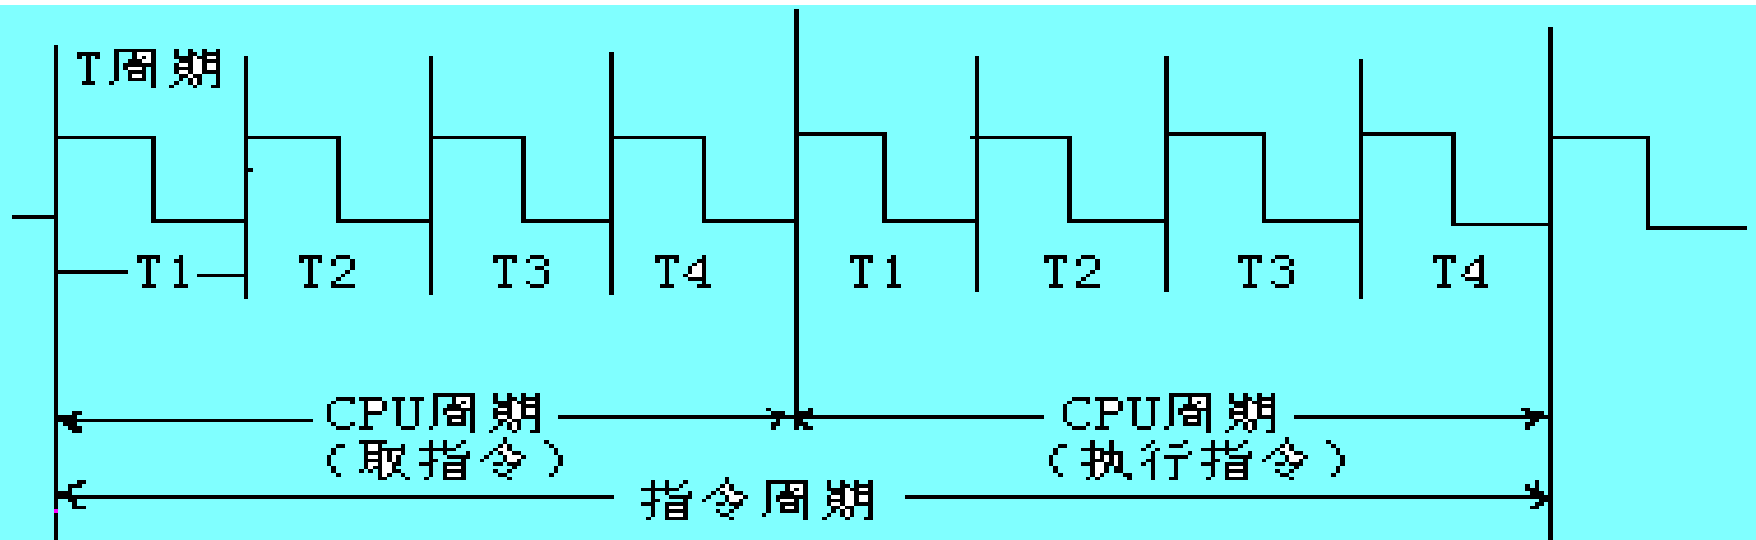 T周期
T1 T2 T3 T4 T1 T2 T3 T4
CPU周期 CPU周期
(取指令) (执行指令)
指令周期